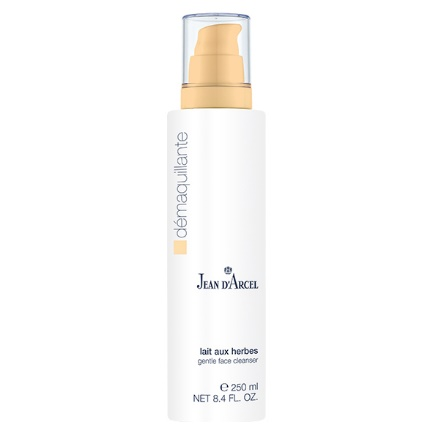 démaquillante
JEAN D'ARCEL
lait aux herbes
gentle face cleanser
℮ 250 ml
NET 8.4 FL. OZ.